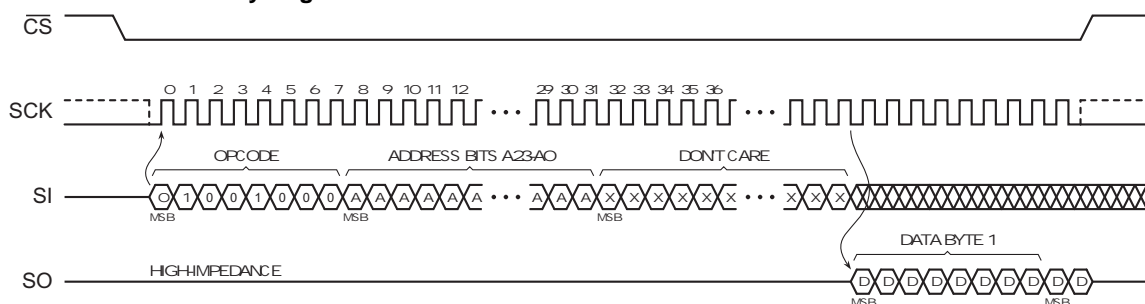 CS
SCK
0 1 2 3 4 5 6 7 8 9 10 11 12 ••• 29 30 31 32 33 34 35 36 •••
OPCODE ADDRESS BITS A23-A0 DON'T CARE
SI
0 1 0 0 1 0 0 0 A A A A A A ••• A A A X X X X X X ••• X X X
MSB MSB MSB
DATA BYTE 1
SO
HIGH-IMPEDANCE
D D D D D D D D D D
MSB MSB